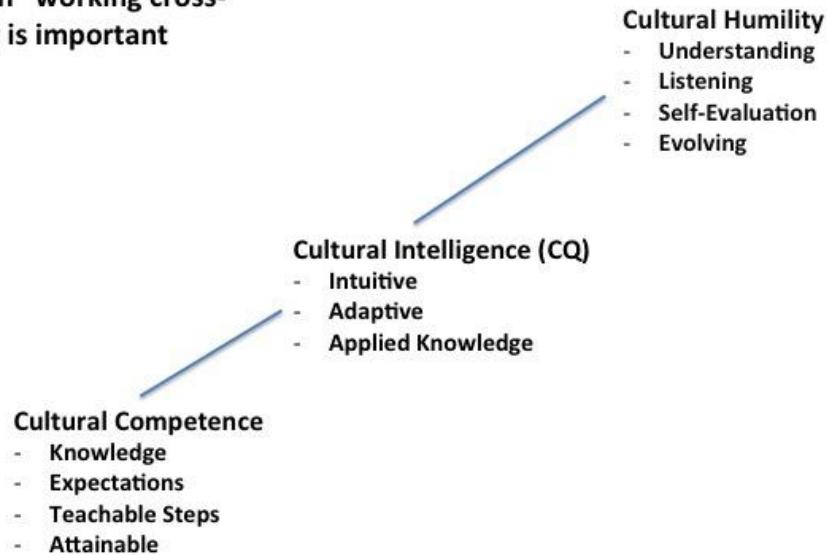 working cross-
is important
Cultural Humility
- Understanding
- Listening
- Self-Evaluation
- Evolving
Cultural Intelligence (CQ)
- Intuitive
- Adaptive
- Applied Knowledge
Cultural Competence
- Knowledge
- Expectations
- Teachable Steps
- Attainable